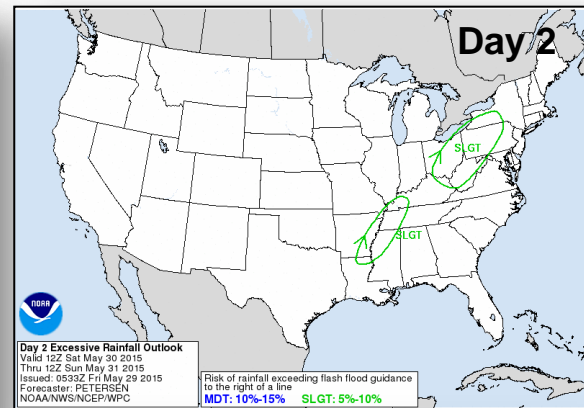 Day 2
SLGT
SLGT
NOAA
Day 2 Excessive Rainfall Outlook
Valid 12Z Sat May 30 2015
Thru 12Z Sun May 31 2015
Issued: 0533Z Fri May 29 2015
Forecaster: PETERSEN
NOAA/NWS/NCEP/WPC
Risk of rainfall exceeding flash flood guidance
to the right of a line
MDT: 10%-15% SLGT: 5%-10%